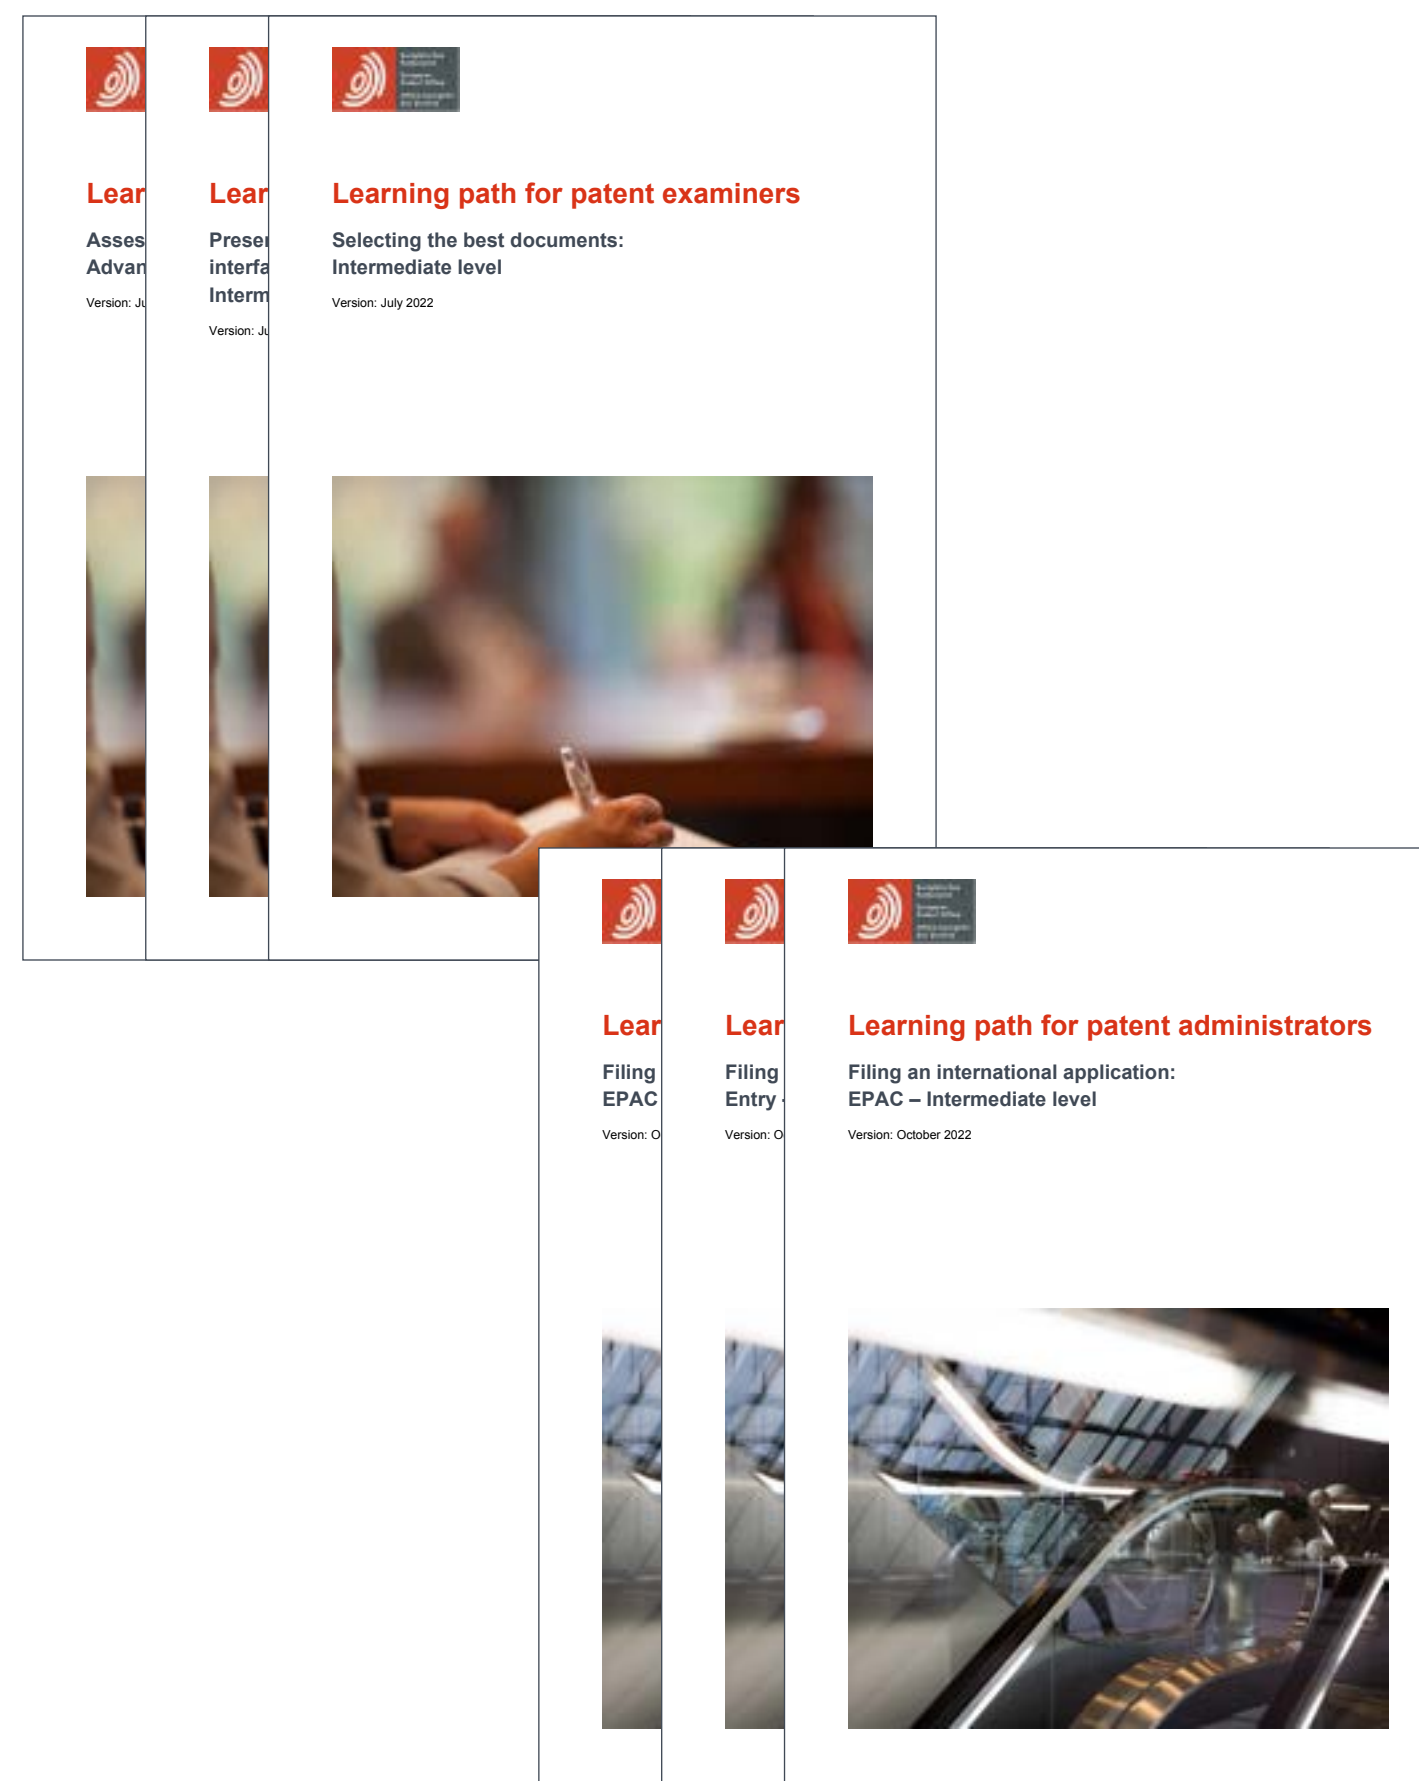 Lear
Asses
Advan
Version: Ju
Lear
Presen
interfa
Interm
Version: Ju
Learning path for patent examiners
Selecting the best documents:
Intermediate level
Version: July 2022
Lear
Filing
EPAC
Version: O
Lear
Filing
Entry -
Version: O
Learning path for patent administrators
Filing an international application:
EPAC – Intermediate level
Version: October 2022